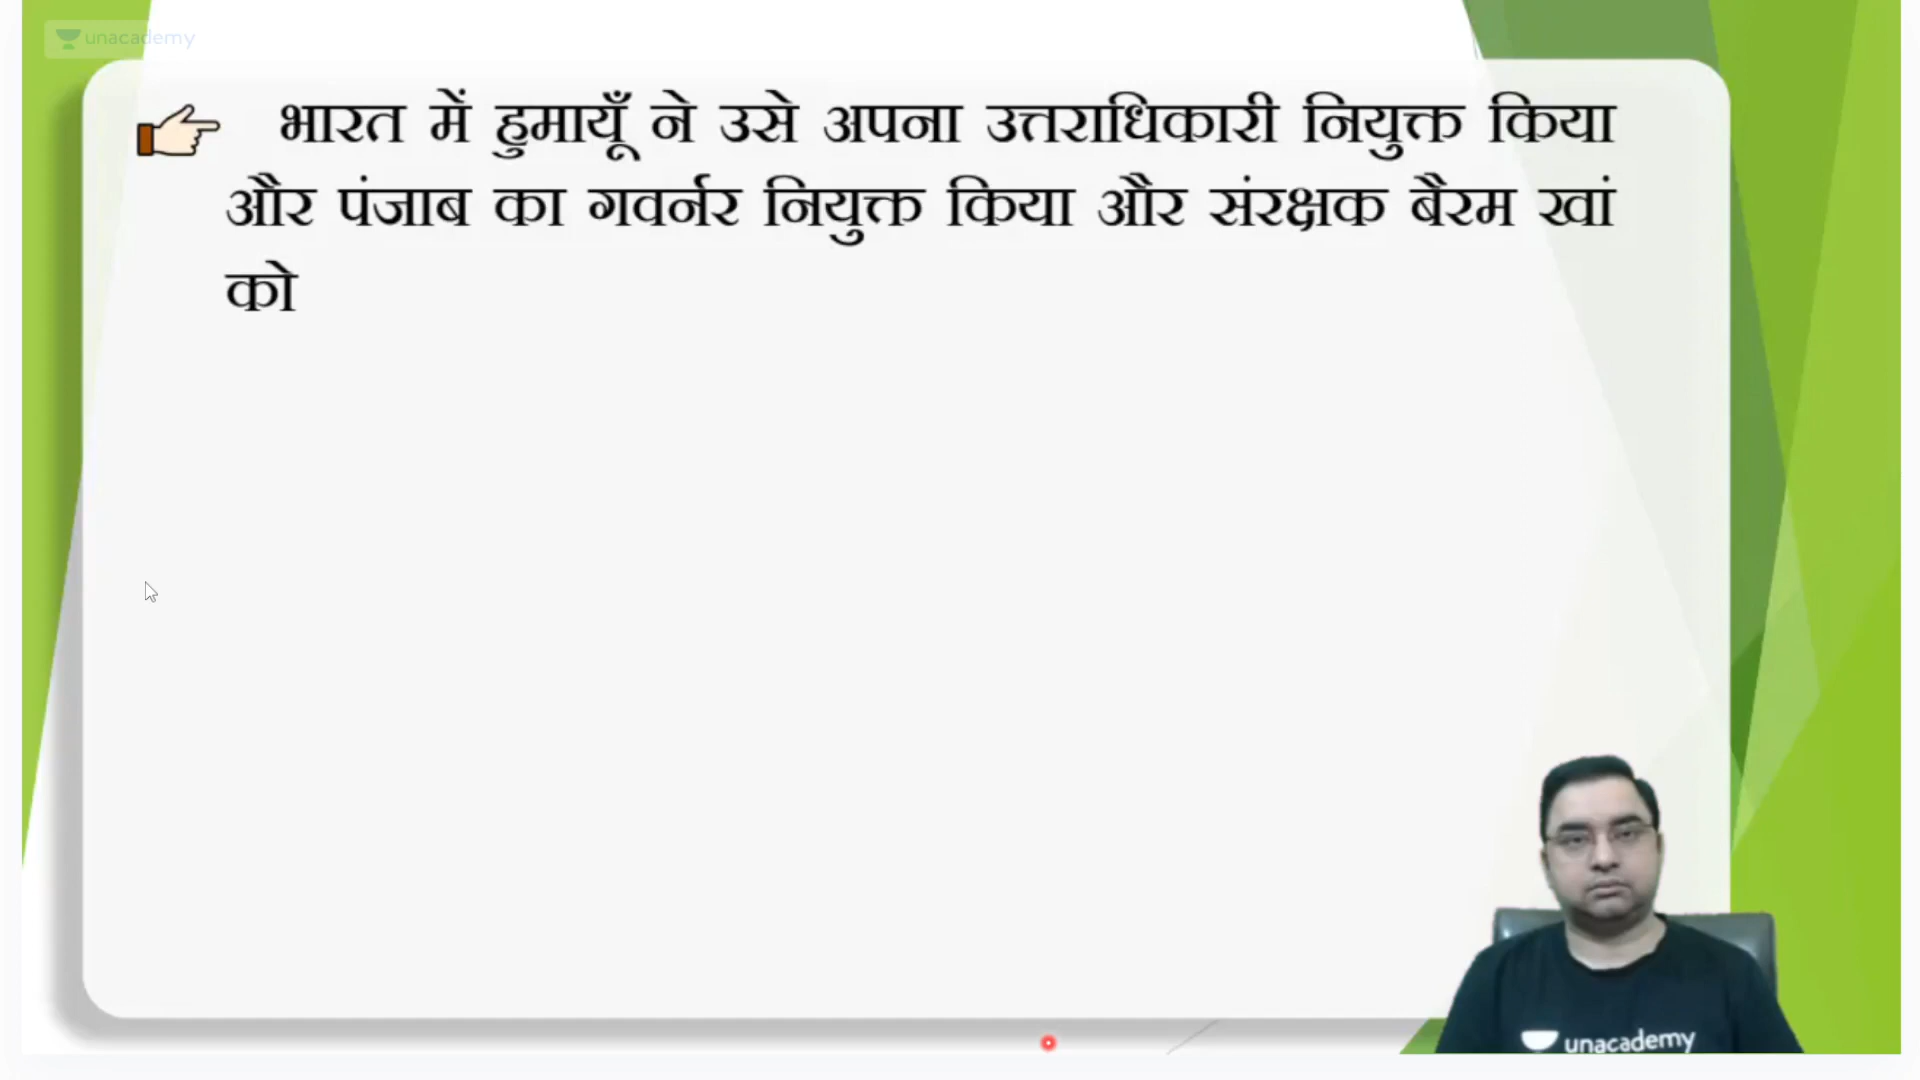 unacademy
भारत में हुमायूँ ने उसे अपना उत्तराधिकारी नियुक्त किया
और पंजाब का गवर्नर नियुक्त किया और संरक्षक बैरम खां
को
unacademy